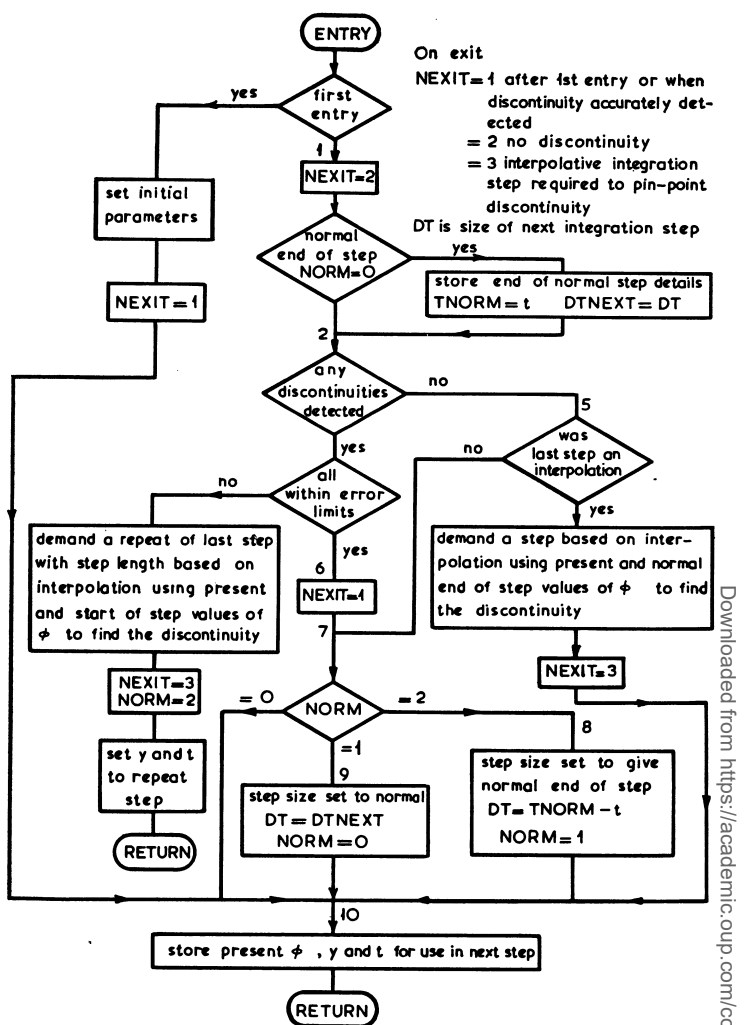 ENTRY
On exit
NEXIT=1 after 1st entry or when
discontinuity accurately det-
ected
= 2 no discontinuity
= 3 interpolative integration
step required to pin-point
discontinuity
DT is size of next integration step
first
entry
yes
1
NEXIT=2
set initial
parameters
NEXIT=1
normal
end of step
NORM=0
yes
store end of normal step details
TNORM=t DTNEXT=DT
2
any
discontinuities
detected
no
5
yes
was
last step an
interpolation
no
yes
all
within error
limits
no
yes
demand a repeat of last step
with step length based on
interpolation using present
and start of step values of
ϕ to find the discontinuity
demand a step based on inter-
polation using present and normal
end of step values of ϕ to find
the discontinuity
6
NEXIT=1
7
NEXIT=3
NEXIT=3
NORM=2
NORM
= 0
= 2
=1
8
9
set y and t
to repeat
step
RETURN
step size set to normal
DT=DTNEXT
NORM=0
step size set to give
normal end of step
DT=TNORM-t
NORM=1
10
store present ϕ , y and t for use in next step
RETURN
Downloaded from https://academic.oup.com/co